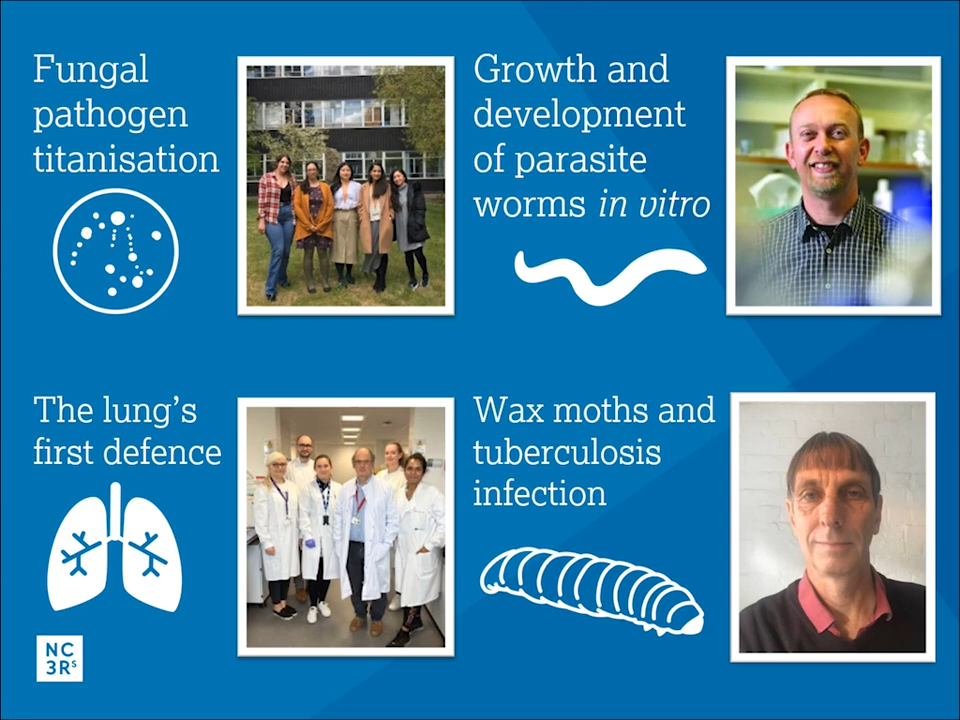 Fungal
pathogen
titanisation
Growth and
development
of parasite
worms in vitro
The lung's
first defence
Wax moths and
tuberculosis
infection
NC
3Rs